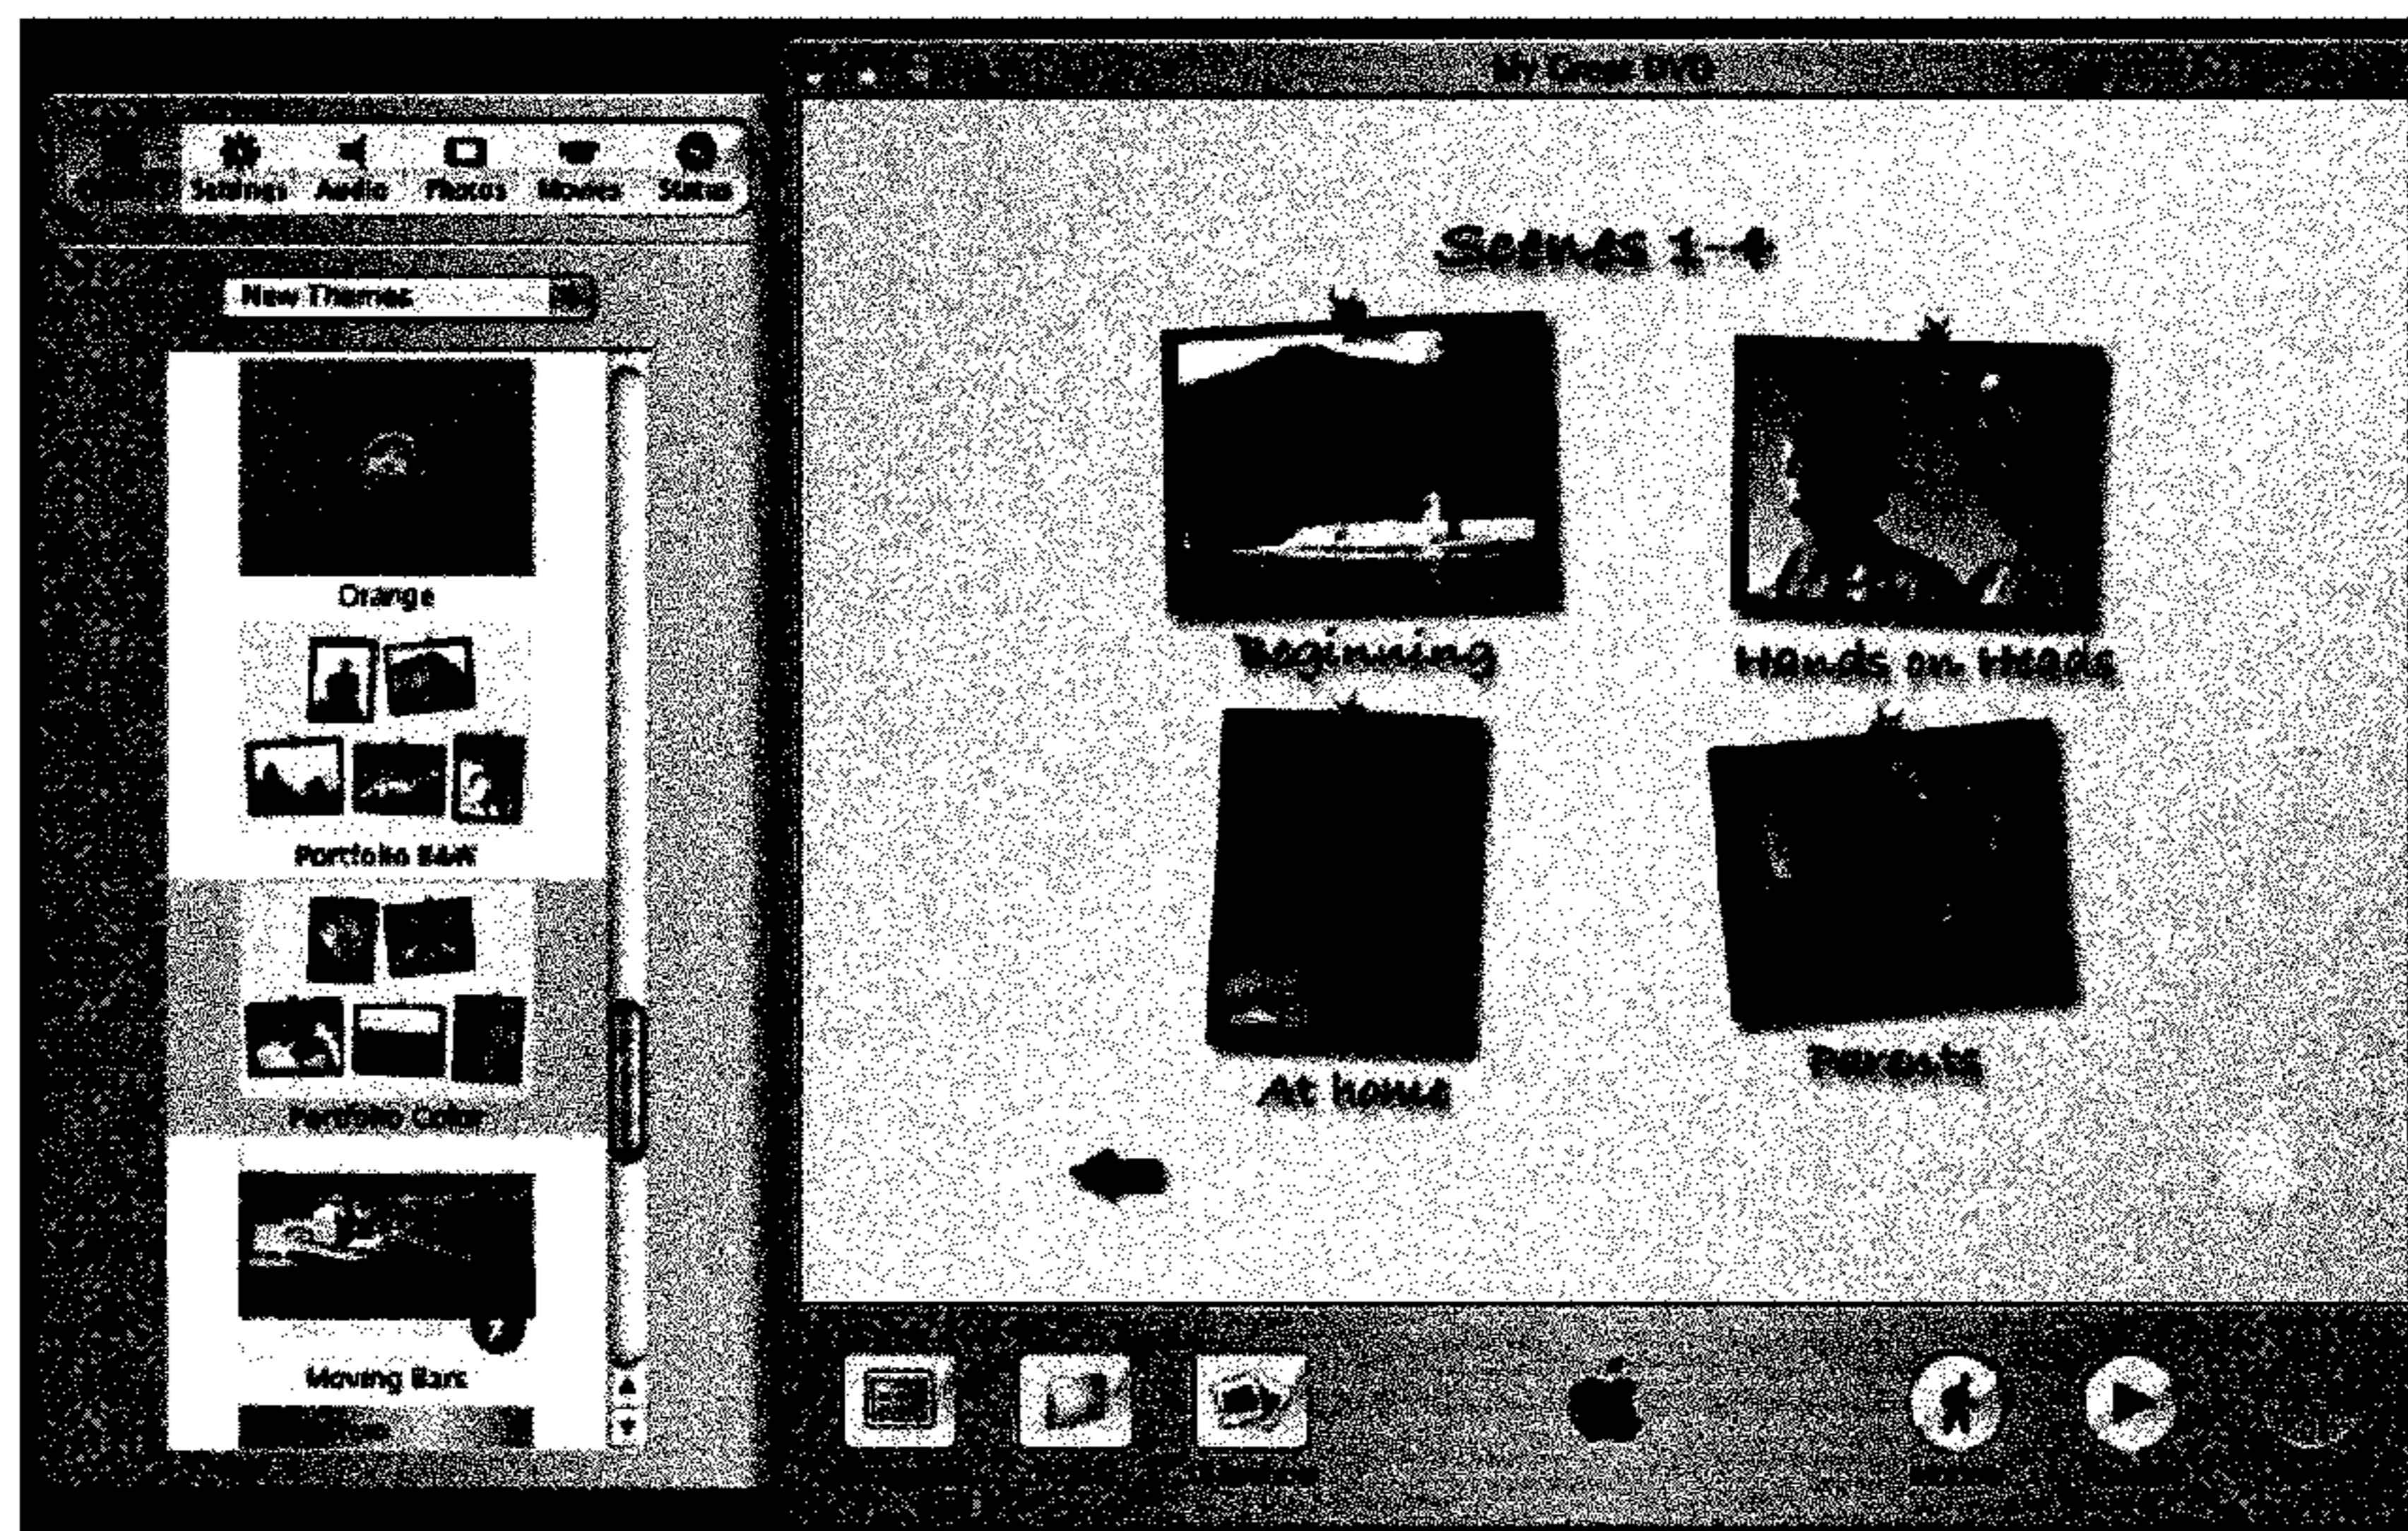 My Great DVD
Settings Audio Photos Movies Status
New Themes
Orange
Portfolio B&W
Portfolio Color
Moving Bars
Scenes 1-4
Beginning
Hands on Heads
At home
Parents